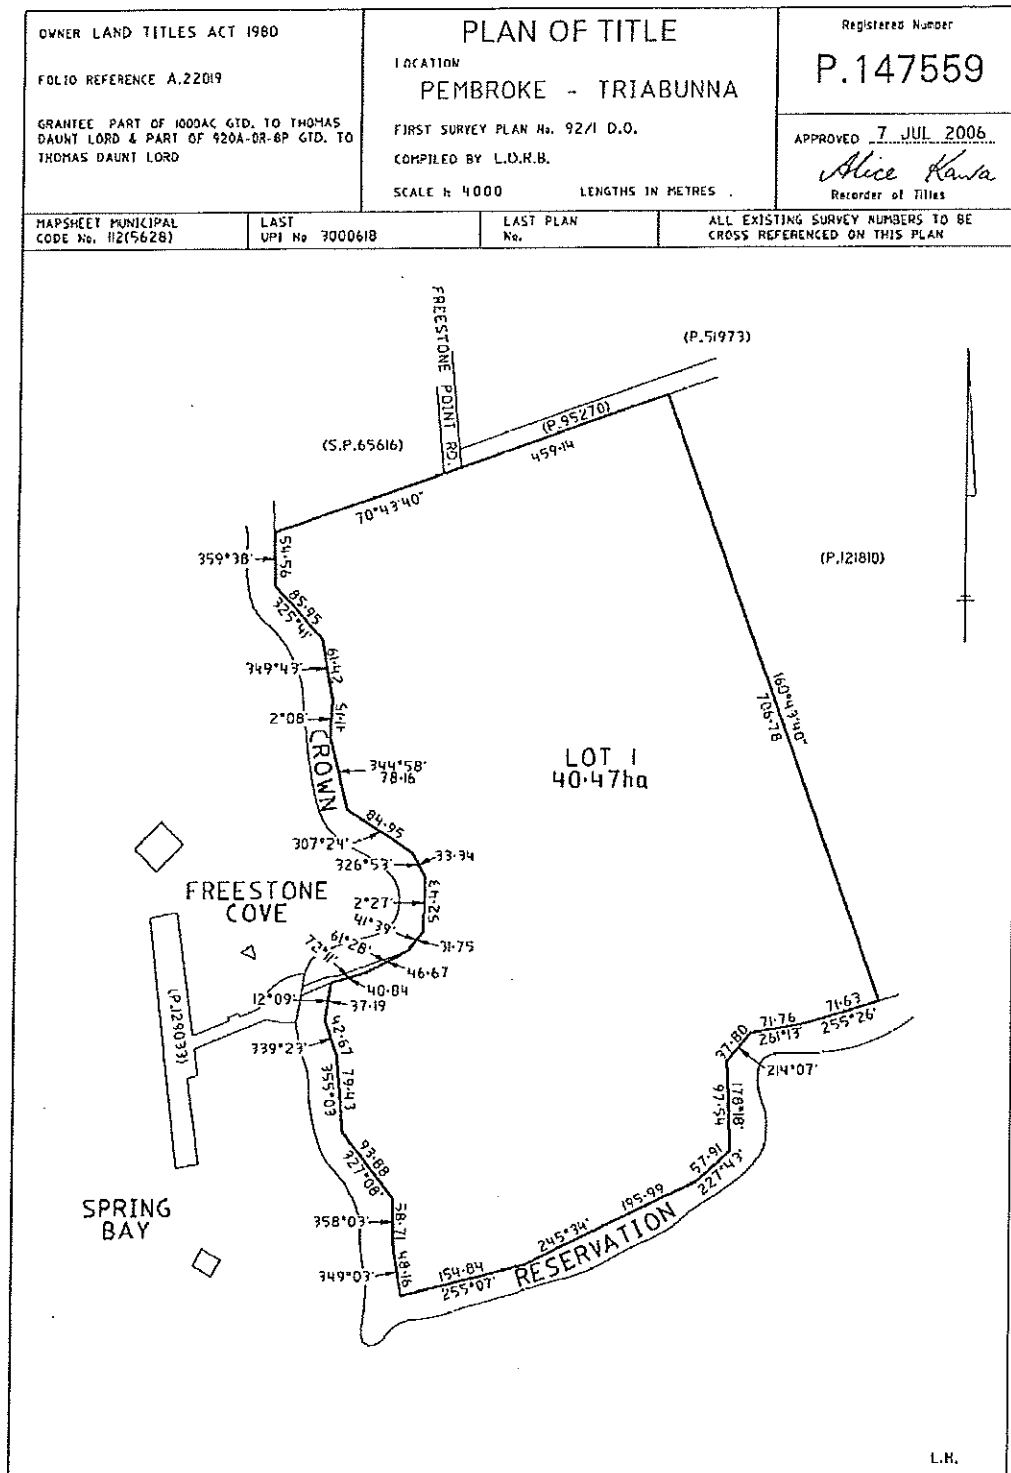 OWNER LAND TITLES ACT 1980
FOLIO REFERENCE A.22019
GRANTEE PART OF 1000AC GTD. TO THOMAS
DAUNT LORD & PART OF 920A-0R-8P GTD. TO
THOMAS DAUNT LORD
PLAN OF TITLE
LOCATION
PEMBROKE - TRIABUNNA
FIRST SURVEY PLAN No. 92/1 D.O.
COMPILED BY L.D.R.B.
SCALE 1: 4000 LENGTHS IN METRES
Registered Number
P.147559
APPROVED 7 JUL 2006
Alice Kawa
Recorder of Titles
MAPSHEET MUNICIPAL
CODE No. 112(5628)
LAST
UPI No 3000618
LAST PLAN
No.
ALL EXISTING SURVEY NUMBERS TO BE
CROSS REFERENCED ON THIS PLAN
FREESTONE POINT RD.
(P.51973)
(P.95270)
(S.P.65616)
459·14
70°43'40"
359°38'
54·56
(P.121810)
85·95
325°41'
349°43'
61·42
2°08'
51·11
160°43'40"
706·78
CROWN
344°58'
78·16
LOT 1
40·47ha
84·95
307°24'
326°53'
33·34
FREESTONE
COVE
2°27'
52·43
41°39'
31·75
61°28'
46·67
72°11'
40·84
12°09'
37·19
(P.129033)
339°23'
42·67
355°03
79·43
71·63
255°26'
71·76
261°13'
37·80
214°07'
97·54
178°18'
93·88
327°08'
57·91
227°43'
SPRING
BAY
358°03'
58·71
195·99
245°34'
RESERVATION
349°03'
48·16
154·84
255°07'
L.H.